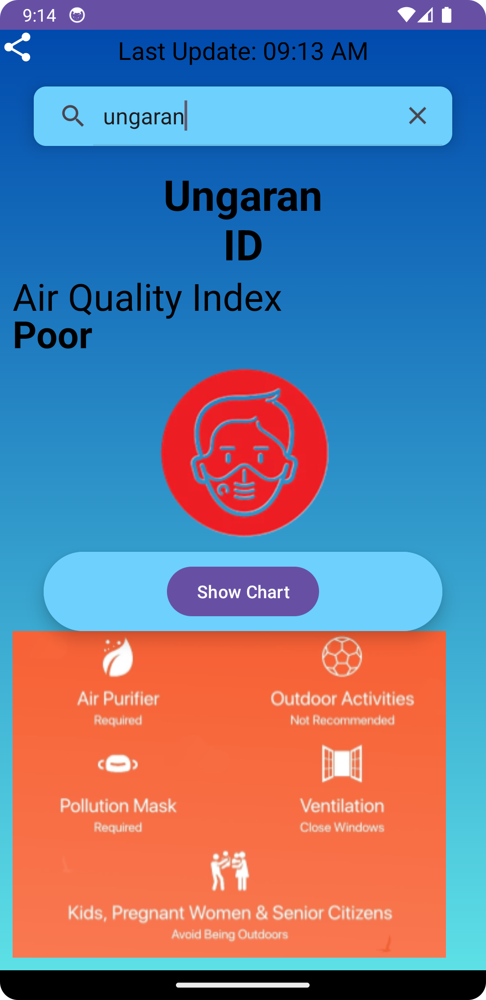 9:14
Last Update: 09:13 AM
ungaran
Ungaran
ID
Air Quality Index
Poor
Show Chart
Air Purifier
Required
Outdoor Activities
Not Recommended
Pollution Mask
Required
Ventilation
Close Windows
Kids, Pregnant Women & Senior Citizens
Avoid Being Outdoors